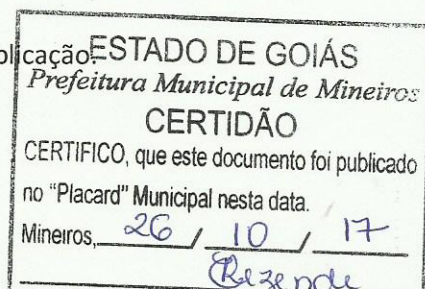 blicação:
ESTADO DE GOIÁS
Prefeitura Municipal de Mineiros
CERTIDÃO
CERTIFICO, que este documento foi publicado
no "Placard" Municipal nesta data.
Mineiros, 26 / 10 / 17
Rezende